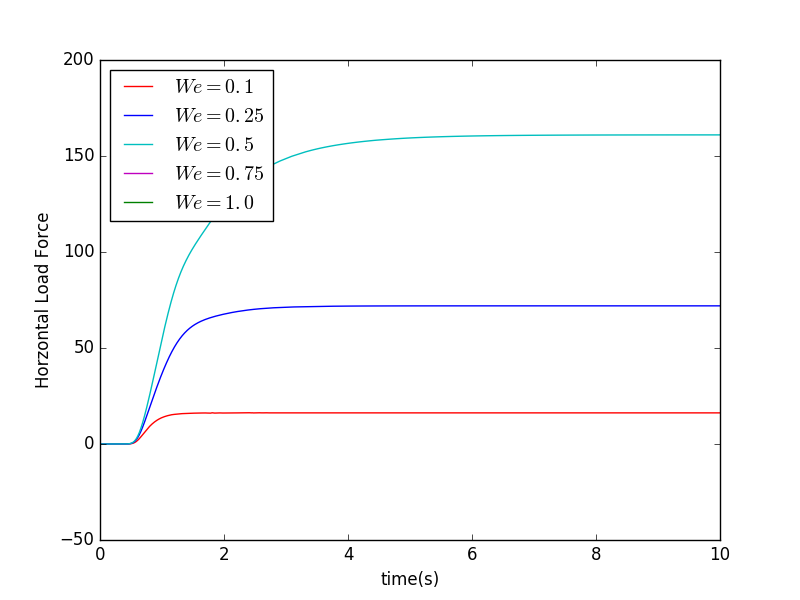 200
150
100
50
0
−50
0 2 4 6 8 10
We = 0.1
We = 0.25
We = 0.5
We = 0.75
We = 1.0
Horzontal Load Force
time(s)